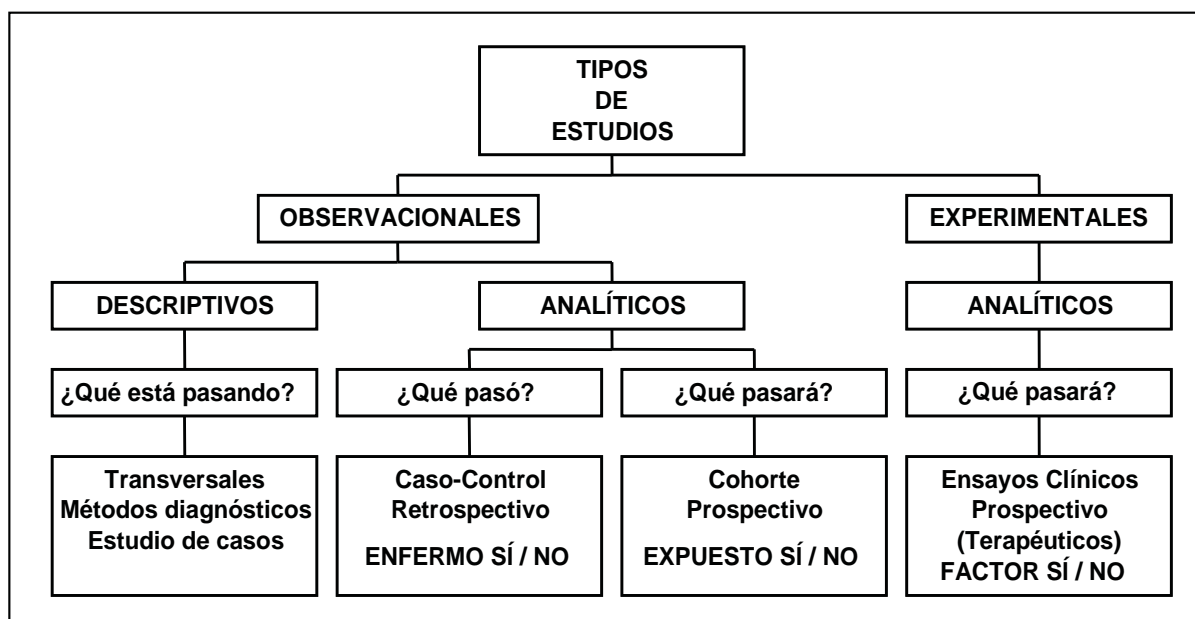 TIPOS
DE
ESTUDIOS
OBSERVACIONALES
EXPERIMENTALES
DESCRIPTIVOS
ANALÍTICOS
ANALÍTICOS
¿Qué está pasando?
¿Qué pasó?
¿Qué pasará?
¿Qué pasará?
Transversales
Métodos diagnósticos
Estudio de casos
Caso-Control
Retrospectivo
ENFERMO SÍ / NO
Cohorte
Prospectivo
EXPUESTO SÍ / NO
Ensayos Clínicos
Prospectivo
(Terapéuticos)
FACTOR SÍ / NO